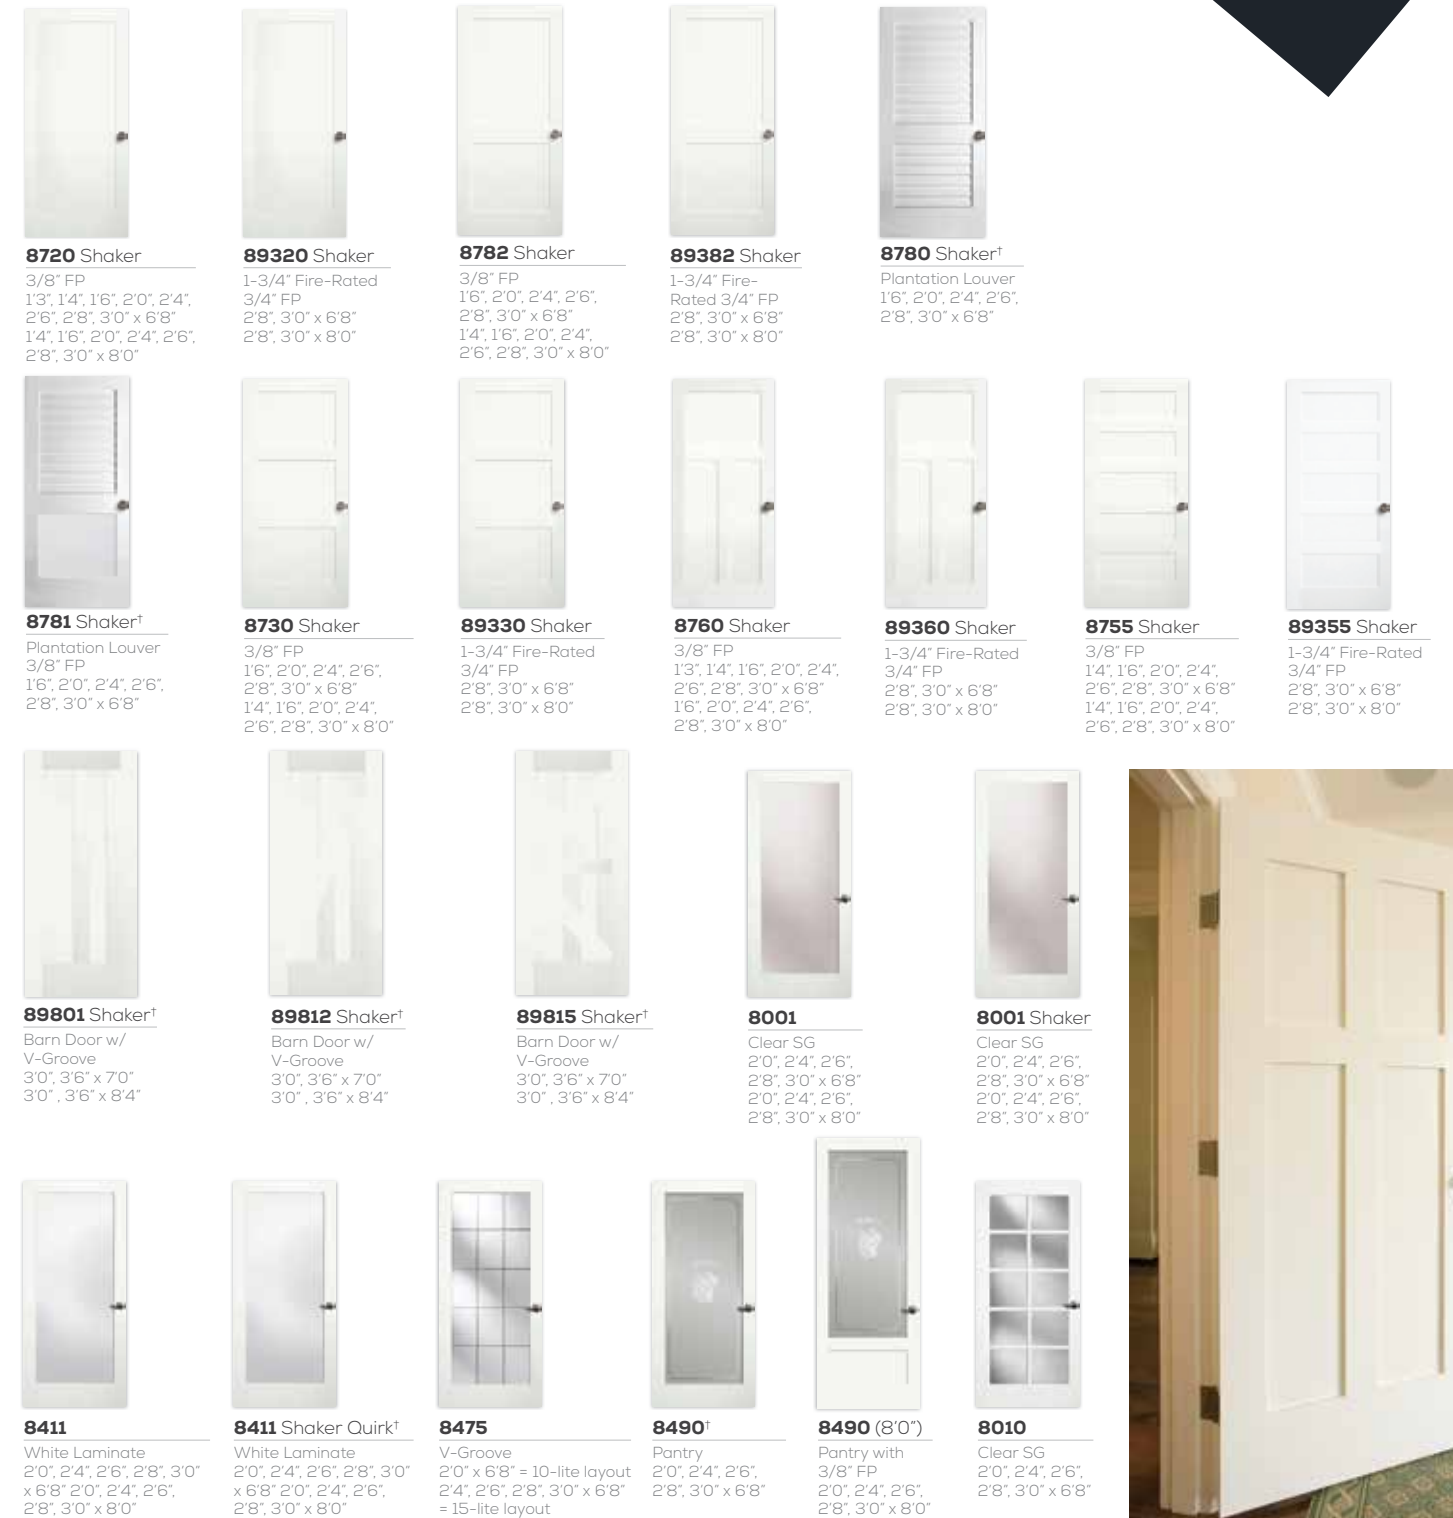 8720 Shaker
3/8" FP
1'3", 1'4", 1'6", 2'0", 2'4",
2'6", 2'8", 3'0" x 6'8"
1'4", 1'6", 2'0", 2'4", 2'6",
2'8", 3'0" x 8'0"
89320 Shaker
1-3/4" Fire-Rated
3/4" FP
2'8", 3'0" x 6'8"
2'8", 3'0" x 8'0"
8782 Shaker
3/8" FP
1'6", 2'0", 2'4", 2'6",
2'8", 3'0" x 6'8"
1'4", 1'6", 2'0", 2'4",
2'6", 2'8", 3'0" x 8'0"
89382 Shaker
1-3/4" Fire-
Rated 3/4" FP
2'8", 3'0" x 6'8"
2'8", 3'0" x 8'0"
8780 Shaker†
Plantation Louver
1'6", 2'0", 2'4", 2'6",
2'8", 3'0" x 6'8"
8781 Shaker†
Plantation Louver
3/8" FP
1'6", 2'0", 2'4", 2'6",
2'8", 3'0" x 6'8"
8730 Shaker
3/8" FP
1'6", 2'0", 2'4", 2'6",
2'8", 3'0" x 6'8"
1'4", 1'6", 2'0", 2'4",
2'6", 2'8", 3'0" x 8'0"
89330 Shaker
1-3/4" Fire-Rated
3/4" FP
2'8", 3'0" x 6'8"
2'8", 3'0" x 8'0"
8760 Shaker
3/8" FP
1'3", 1'4", 1'6", 2'0", 2'4",
2'6", 2'8", 3'0" x 6'8"
1'6", 2'0", 2'4", 2'6",
2'8", 3'0" x 8'0"
89360 Shaker
1-3/4" Fire-Rated
3/4" FP
2'8", 3'0" x 6'8"
2'8", 3'0" x 8'0"
8755 Shaker
3/8" FP
1'4", 1'6", 2'0", 2'4",
2'6", 2'8", 3'0" x 6'8"
1'4", 1'6", 2'0", 2'4",
2'6", 2'8", 3'0" x 8'0"
89355 Shaker
1-3/4" Fire-Rated
3/4" FP
2'8", 3'0" x 6'8"
2'8", 3'0" x 8'0"
89801 Shaker†
Barn Door w/
V-Groove
3'0", 3'6" x 7'0"
3'0" , 3'6" x 8'4"
89812 Shaker†
Barn Door w/
V-Groove
3'0", 3'6" x 7'0"
3'0" , 3'6" x 8'4"
89815 Shaker†
Barn Door w/
V-Groove
3'0", 3'6" x 7'0"
3'0" , 3'6" x 8'4"
8001
Clear SG
2'0", 2'4", 2'6",
2'8", 3'0" x 6'8"
2'0", 2'4", 2'6",
2'8", 3'0" x 8'0"
8001 Shaker
Clear SG
2'0", 2'4", 2'6",
2'8", 3'0" x 6'8"
2'0", 2'4", 2'6",
2'8", 3'0" x 8'0"
8411
White Laminate
2'0", 2'4", 2'6", 2'8", 3'0"
x 6'8" 2'0", 2'4", 2'6",
2'8", 3'0" x 8'0"
8411 Shaker Quirk†
White Laminate
2'0", 2'4", 2'6", 2'8", 3'0"
x 6'8" 2'0", 2'4", 2'6",
2'8", 3'0" x 8'0"
8475
V-Groove
2'0" x 6'8" = 10-lite layout
2'4", 2'6", 2'8", 3'0" x 6'8"
= 15-lite layout
8490†
Pantry
2'0", 2'4", 2'6",
2'8", 3'0" x 6'8"
8490 (8'0")
Pantry with
3/8" FP
2'0", 2'4", 2'6",
2'8", 3'0" x 8'0"
8010
Clear SG
2'0", 2'4", 2'6",
2'8", 3'0" x 6'8"